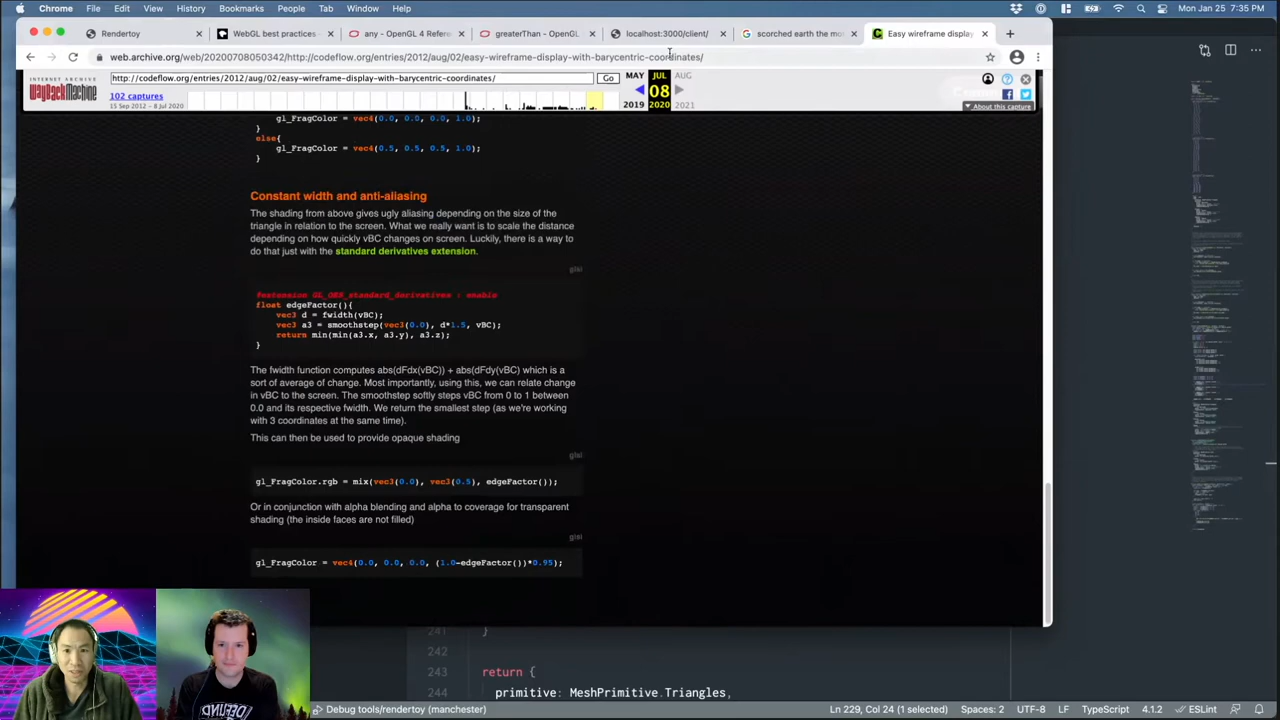 Chrome File Edit View History Bookmarks People Tab Window Help Mon Jan 25 7:35 PM
Rendertoy × WebGL best practices - × any - OpenGL 4 Refere × greaterThan - OpenGL × localhost:3000/client/ × scorched earth the mo × Easy wireframe display × +
web.archive.org/web/20200708050342/http://codeflow.org/entries/2012/aug/02/easy-wireframe-display-with-barycentric-coordinates/
INTERNET ARCHIVE
WayBackMachine
http://codeflow.org/entries/2012/aug/02/easy-wireframe-display-with-barycentric-coordinates/ Go
102 captures
15 Sep 2012 – 8 Jul 2020
MAY JUL AUG
08
2019 2020 2021
About this capture
gl_FragColor = vec4(0.0, 0.0, 0.0, 1.0);
}
else{
gl_FragColor = vec4(0.5, 0.5, 0.5, 1.0);
}
Constant width and anti-aliasing
The shading from above gives ugly aliasing depending on the size of the
triangle in relation to the screen. What we really want is to scale the distance
depending on how quickly vBC changes on screen. Luckily, there is a way to
do that just with the standard derivatives extension.
glsl
#extension GL_OES_standard_derivatives : enable
float edgeFactor(){
vec3 d = fwidth(vBC);
vec3 a3 = smoothstep(vec3(0.0), d*1.5, vBC);
return min(min(a3.x, a3.y), a3.z);
}
The fwidth function computes abs(dFdx(vBC)) + abs(dFdy(vBC) which is a
sort of average of change. Most importantly, using this, we can relate change
in vBC to the screen. The smoothstep softly steps vBC from 0 to 1 between
0.0 and its respective fwidth. We return the smallest step (as we're working
with 3 coordinates at the same time).
This can then be used to provide opaque shading
glsl
gl_FragColor.rgb = mix(vec3(0.0), vec3(0.5), edgeFactor());
Or in conjunction with alpha blending and alpha to coverage for transparent
shading (the inside faces are not filled)
glsl
gl_FragColor = vec4(0.0, 0.0, 0.0, (1.0-edgeFactor())*0.95);
241 }
242
243 return {
244 primitive: MeshPrimitive.Triangles,
Debug tools/rendertoy (manchester) Ln 229, Col 24 (1 selected) Spaces: 2 UTF-8 LF TypeScript 4.1.2 ESLint